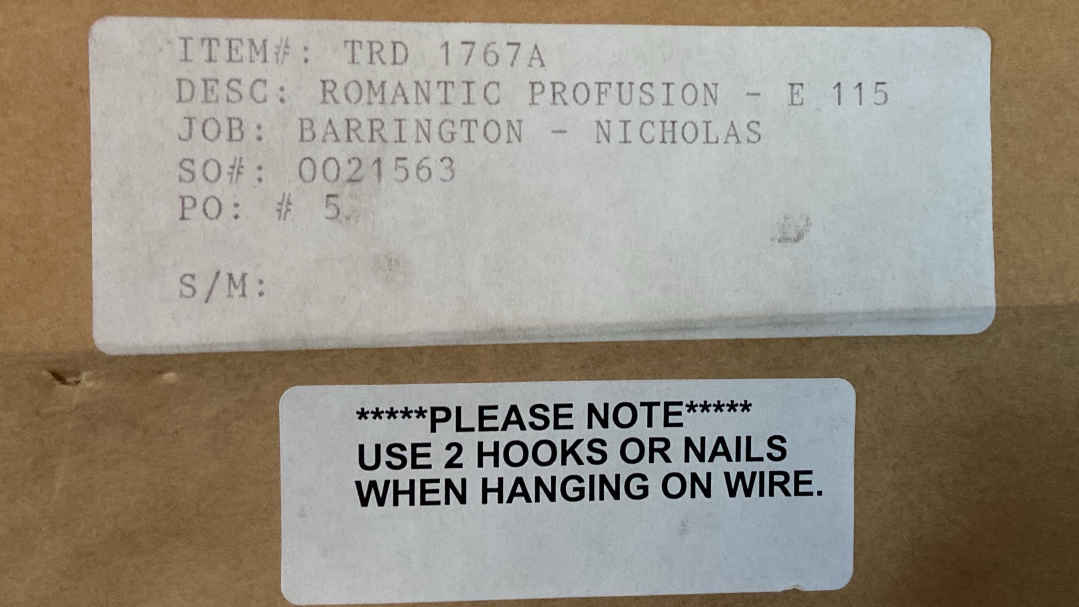 ITEM#: TRD 1767A
DESC: ROMANTIC PROFUSION - E 115
JOB: BARRINGTON - NICHOLAS
SO#: 0021563
PO: # 5
S/M:
*****PLEASE NOTE*****
USE 2 HOOKS OR NAILS
WHEN HANGING ON WIRE.